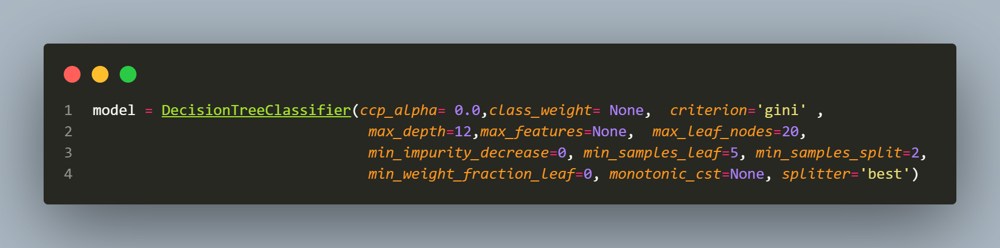 1 model = DecisionTreeClassifier(ccp_alpha= 0.0,class_weight= None,  criterion='gini' ,
2 max_depth=12,max_features=None,  max_leaf_nodes=20,
3 min_impurity_decrease=0, min_samples_leaf=5, min_samples_split=2,
4 min_weight_fraction_leaf=0, monotonic_cst=None, splitter='best')